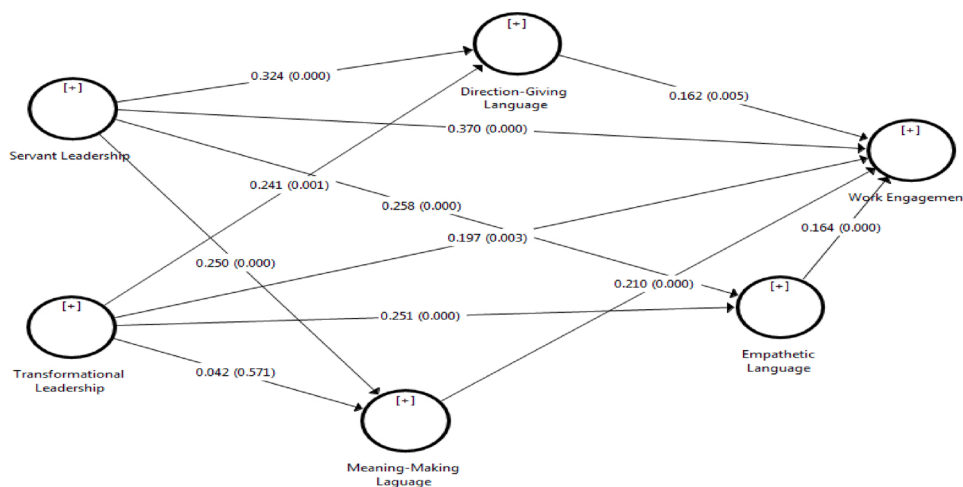 [+]
Direction-Giving
Language
[+]
Servant Leadership
[+]
Work Engagemen
0.324 (0.000)
0.162 (0.005)
0.370 (0.000)
0.241 (0.001)
0.258 (0.000)
0.197 (0.003)
0.164 (0.000)
0.250 (0.000)
0.210 (0.000)
[+]
Transformational
Leadership
0.251 (0.000)
[+]
Empathetic
Language
0.042 (0.571)
[+]
Meaning-Making
Laguage